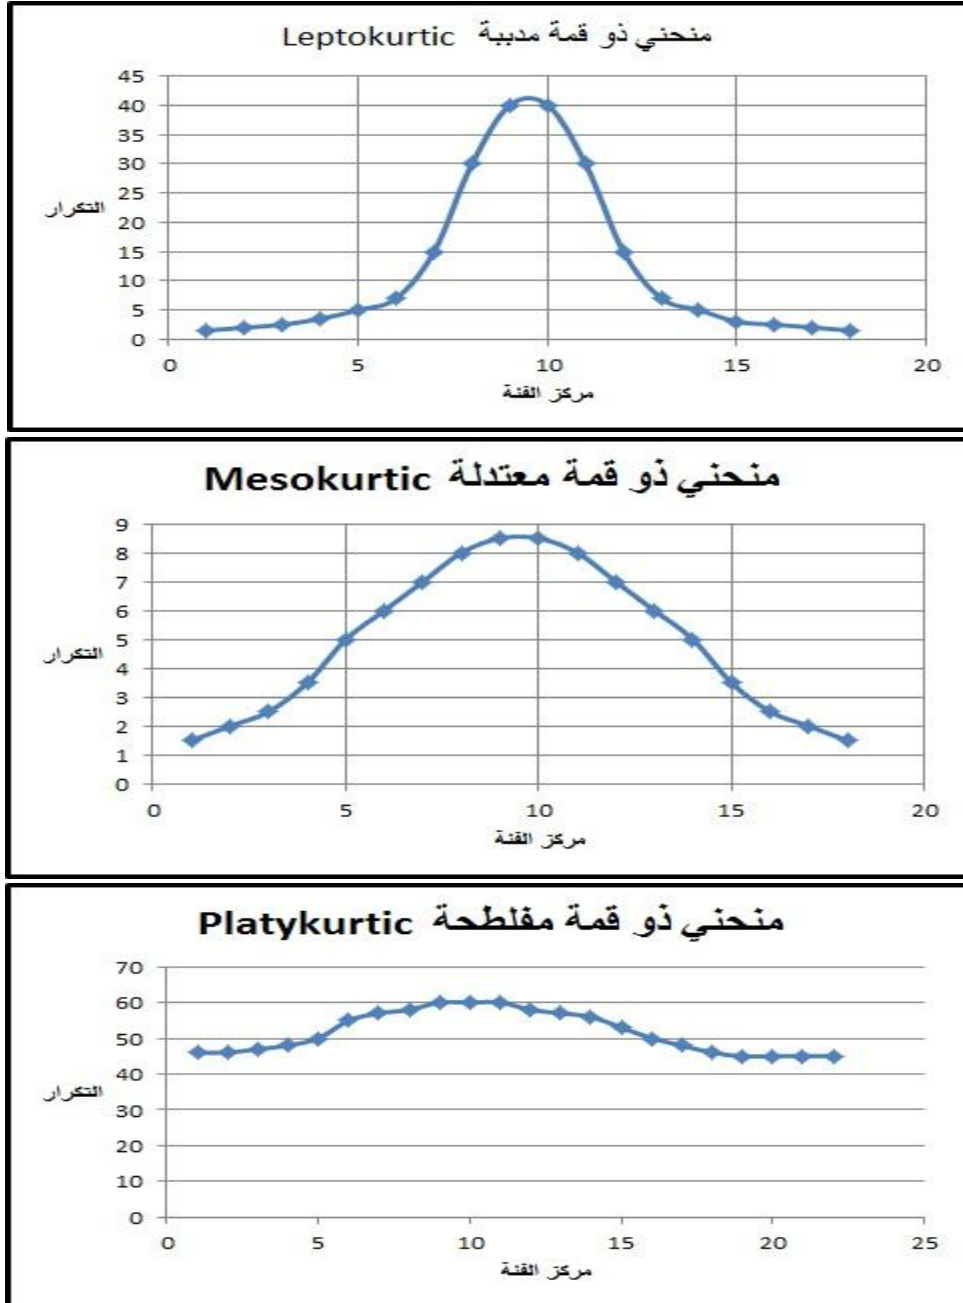 منحني ذو قمة مدببة Leptokurtic
45
40
35
30
25
20
15
10
5
0
التكرار
0 5 10 15 20
مركز الفئة
منحني ذو قمة معتدلة Mesokurtic
9
8
7
6
5
4
3
2
1
0
التكرار
0 5 10 15 20
مركز الفئة
منحني ذو قمة مفلطحة Platykurtic
70
60
50
40
30
20
10
0
التكرار
0 5 10 15 20 25
مركز الفئة